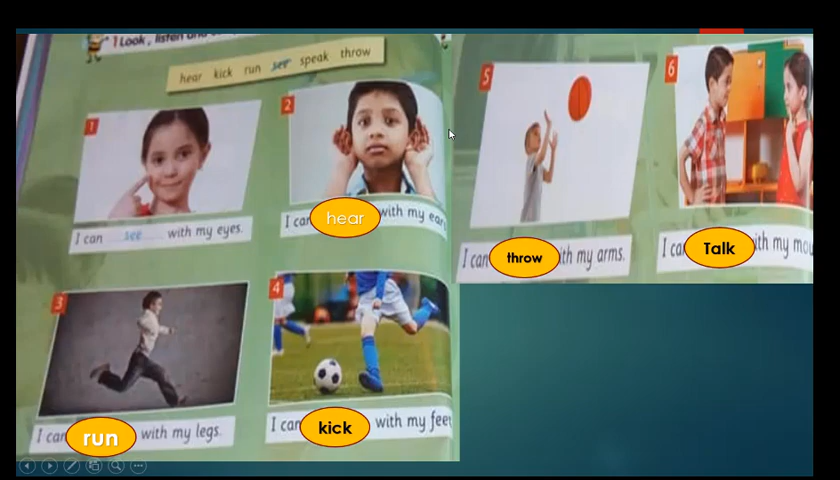 1 Look, listen and
hear kick run see speak throw
1
I can see with my eyes.
2
I can hear with my ears
3
I can run with my legs.
4
I can kick with my feet
5
I can throw with my arms.
6
I can Talk with my mou